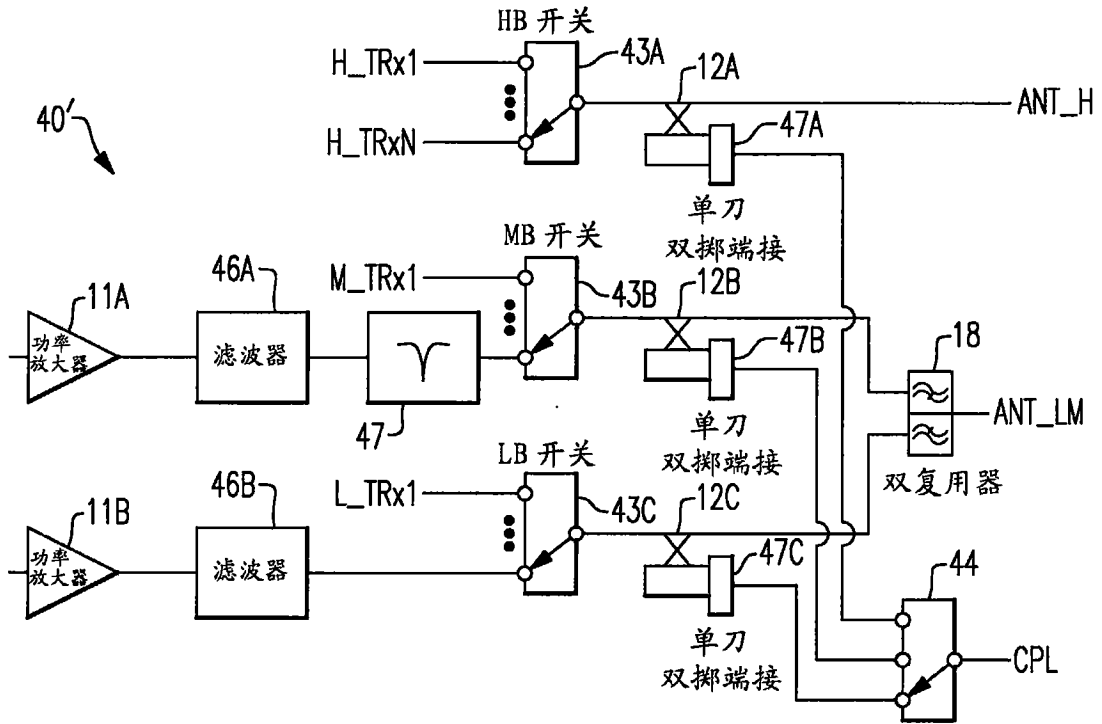 HB 开关
H_TRx1
43A
12A
ANT_H
40′
H_TRxN
47A
单刀
双掷端接
MB 开关
46A
M_TRx1
43B
12B
11A
功率
放大器
滤波器
47
47B
18
ANT_LM
单刀
双掷端接
双复用器
LB 开关
46B
L_TRx1
43C
12C
11B
功率
放大器
滤波器
47C
44
单刀
双掷端接
CPL